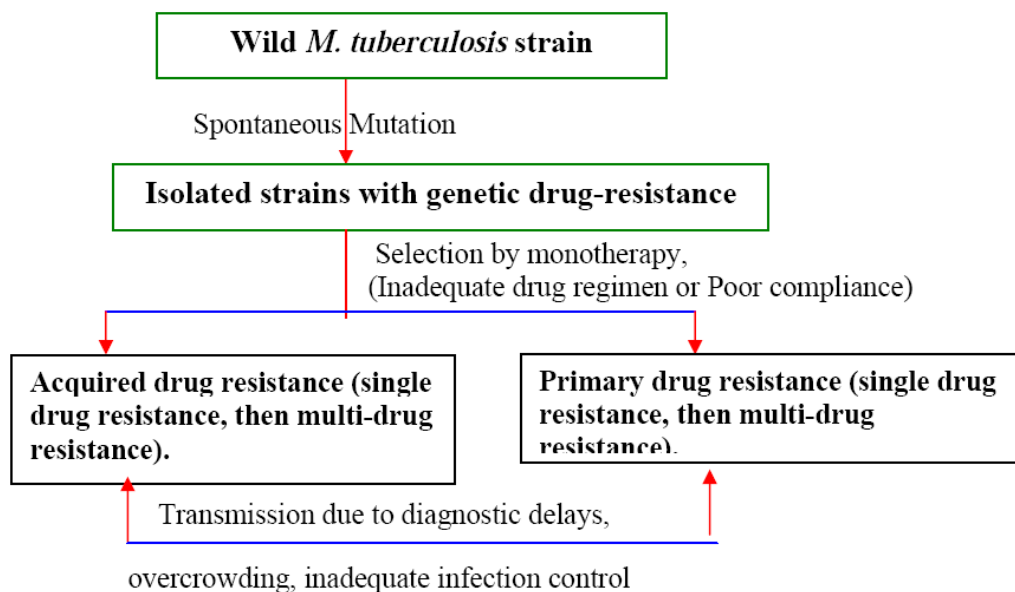 Wild M. tuberculosis strain
Spontaneous Mutation
Isolated strains with genetic drug-resistance
Selection by monotherapy,
(Inadequate drug regimen or Poor compliance)
Acquired drug resistance (single
drug resistance, then multi-drug
resistance).
Primary drug resistance (single drug
resistance, then multi-drug
resistance).
Transmission due to diagnostic delays,
overcrowding, inadequate infection control